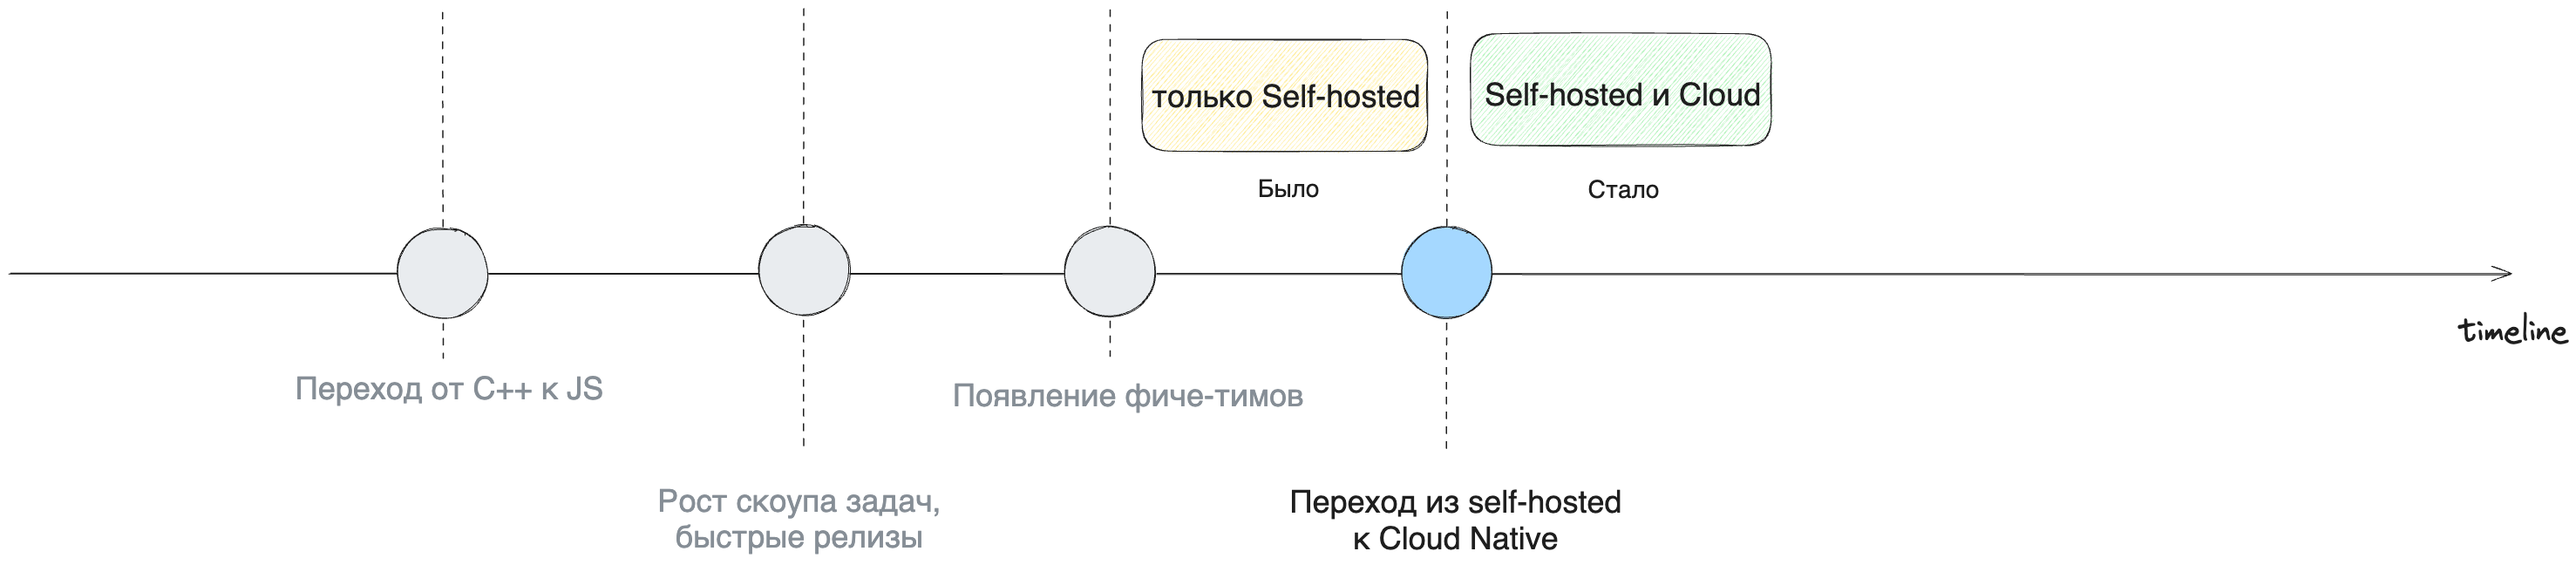 только Self-hosted
Self-hosted и Cloud
Было
Стало
timeline
Переход от C++ к JS
Появление фиче-тимов
Рост скоупа задач,
быстрые релизы
Переход из self-hosted
к Cloud Native